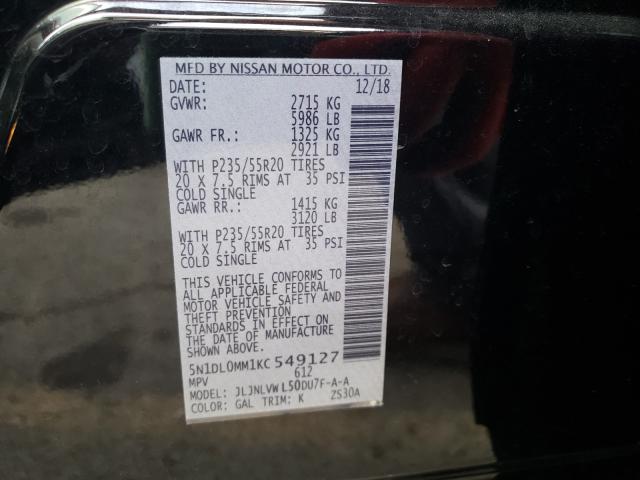 MFD BY NISSAN MOTOR CO., LTD.
DATE: 12/18
GVWR: 2715 KG
5986 LB
GAWR FR.: 1325 KG
2921 LB
WITH P235/55R20 TIRES
20 X 7.5 RIMS AT 35 PSI
COLD SINGLE
GAWR RR.: 1415 KG
3120 LB
WITH P235/55R20 TIRES
20 X 7.5 RIMS AT 35 PSI
COLD SINGLE
THIS VEHICLE CONFORMS TO
ALL APPLICABLE FEDERAL
MOTOR VEHICLE SAFETY AND
THEFT PREVENTION
STANDARDS IN EFFECT ON
THE DATE OF MANUFACTURE
SHOWN ABOVE.
5N1DL0MM1KC 549127
MPV 612
MODEL: JLJNLVW L50DU7F-A-A
COLOR: GAL TRIM: K ZS30A